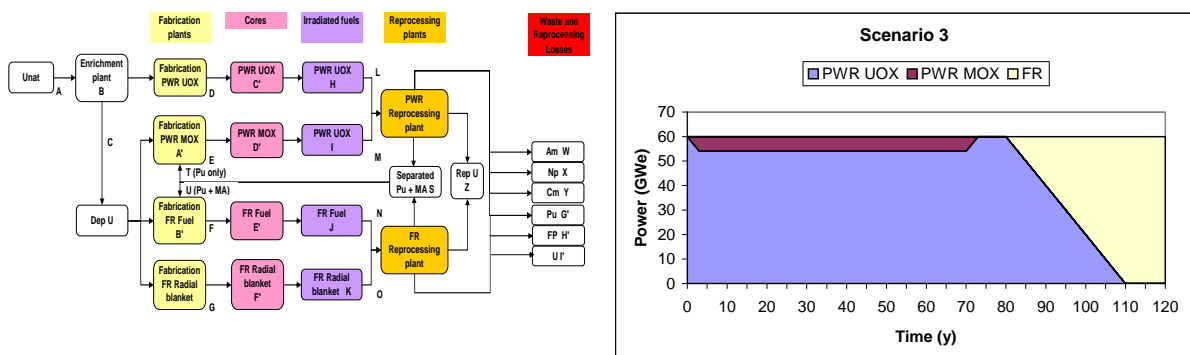 Fabrication
plants
Cores
Irradiated fuels
Reprocessing
plants
Waste and
Reprocessing
Losses
Unat
A
Enrichment
plant
B
Fabrication
PWR UOX
D
PWR UOX
C'
PWR UOX
H
L
PWR
Reprocessing
plant
C
Fabrication
PWR MOX
A'
E
PWR MOX
D'
PWR UOX
I
M
T (Pu only)
U (Pu + MA)
Separated
Pu + MA S
Rep U
Z
Dep U
Fabrication
FR Fuel
B'
F
FR Fuel
E'
FR Fuel
J
N
FR
Reprocessing
plant
Fabrication
FR Radial
blanket
G
FR Radial
blanket
F'
FR Radial
blanket K
O
Am W
Np X
Cm Y
Pu G'
FP H'
U I'
Scenario 3
PWR UOX
PWR MOX
FR
Power (GWe)
70
60
50
40
30
20
10
0
0 10 20 30 40 50 60 70 80 90 100 110 120
Time (y)